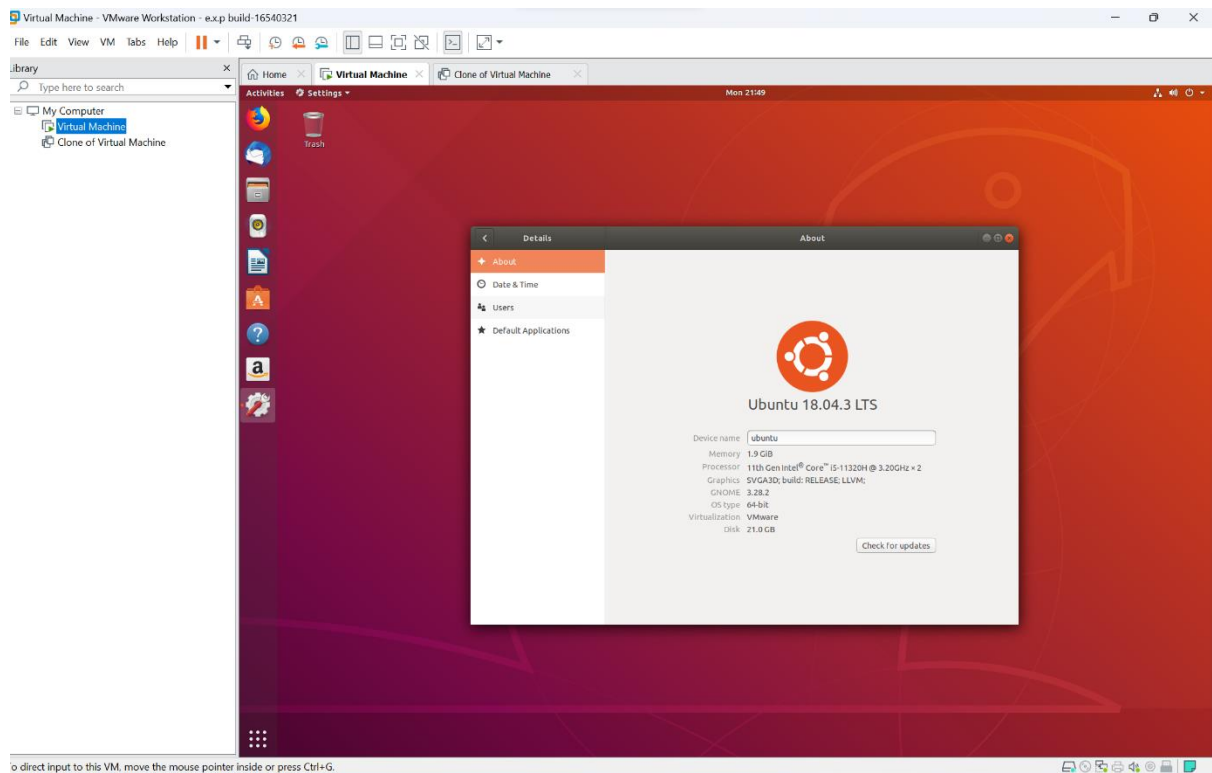 Virtual Machine - VMware Workstation - e.x.p build-16540321
File Edit View VM Tabs Help
Library
Type here to search
My Computer
Virtual Machine
Clone of Virtual Machine
Home
Virtual Machine
Clone of Virtual Machine
Activities
Settings
Mon 21:49
Trash
Details
About
About
Date & Time
Users
Default Applications
Ubuntu 18.04.3 LTS
Device name ubuntu
Memory 1.9 GiB
Processor 11th Gen Intel® Core™ i5-11320H @ 3.20GHz × 2
Graphics SVGA3D; build: RELEASE; LLVM;
GNOME 3.28.2
OS type 64-bit
Virtualization VMware
Disk 21.0 GB
Check for updates
o direct input to this VM, move the mouse pointer inside or press Ctrl+G.